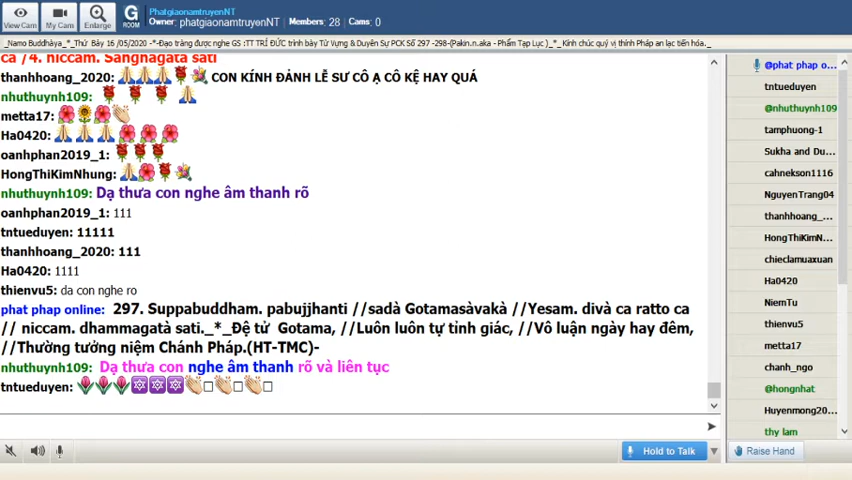 View Cam
My Cam
Enlarge
G ROOM
Room: PhatgiaonamtruyenNT
Owner: phatgiaonamtruyenNT Members: 28 Cams: 0
_Namo Buddhàya_*_Thứ Bảy 16 /05/2020 -*-Đạo tràng được nghe GS :TT TRÍ ĐỨC trình bày Từ Vựng & Duyên Sự PCK Số 297 -298-(Pakin.n.aka - Phẩm Tạp Lục )_*_Kính chúc quý vị thính Pháp an lạc tiến hóa._
ca /4. niccam. Sanghagatà sati
thanhhoang_2020: 🙏🙏🙏🌹💐 CON KÍNH ĐẢNH LỄ SƯ CÔ Ạ CÔ KỆ HAY QUÁ
nhuthuynh109: 🌹 🌹 🌹 🙏
metta17: 🌺🌻🌺👏
Ha0420: 🙏 🙏 🙏 🌺🌺🌺
oanhphan2019_1: 🌹🌹🌹
HongThiKimNhung: 🙏🌺🌹💐
nhuthuynh109: Dạ thưa con nghe âm thanh rõ
oanhphan2019_1: 111
tntueduyen: 11111
thanhhoang_2020: 111
Ha0420: 1111
thienvu5: da con nghe ro
phat phap online: 297. Suppabuddham. pabujjhanti //sadà Gotamasàvakà //Yesam. divà ca ratto ca
// niccam. dhammagatà sati._*_Đệ tử Gotama, //Luôn luôn tự tỉnh giác, //Vô luận ngày hay đêm,
//Thường tưởng niệm Chánh Pháp.(HT-TMC)-
nhuthuynh109: Dạ thưa con nghe âm thanh rõ và liên tục
tntueduyen: 🌷🌷🌷🔯🔯🔯👏□👏□👏□
Hold to Talk
Raise Hand
@phat phap o...
tntueduyen
@nhuthuynh109
tamphuong-1
Sukha and Du...
cahnekson1116
NguyenTrang04
thanhhoang_...
HongThiKimN...
chieclamuaxuan
Ha0420
NiemTu
thienvu5
metta17
chanh_ngo
@hongnhat
Huyenmong20...
thy lam